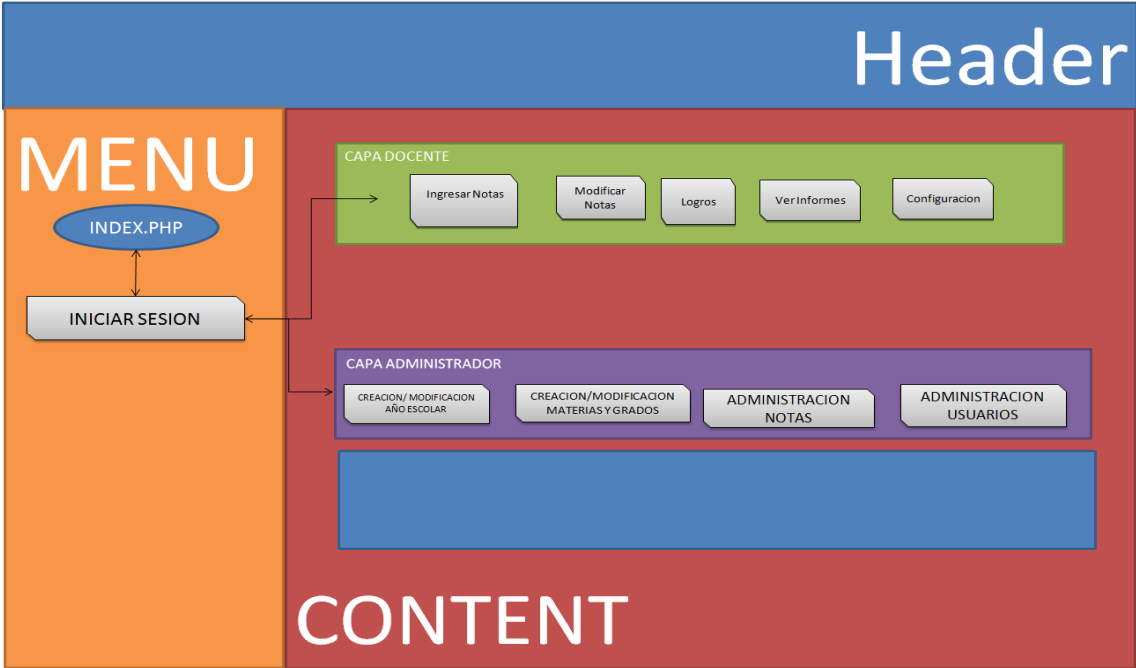 Header
MENU
INDEX.PHP
INICIAR SESION
CAPA DOCENTE
Ingresar Notas
Modificar
Notas
Logros
Ver Informes
Configuracion
CAPA ADMINISTRADOR
CREACION/ MODIFICACION
AÑO ESCOLAR
CREACION/MODIFICACION
MATERIAS Y GRADOS
ADMINISTRACION
NOTAS
ADMINISTRACION
USUARIOS
CONTENT